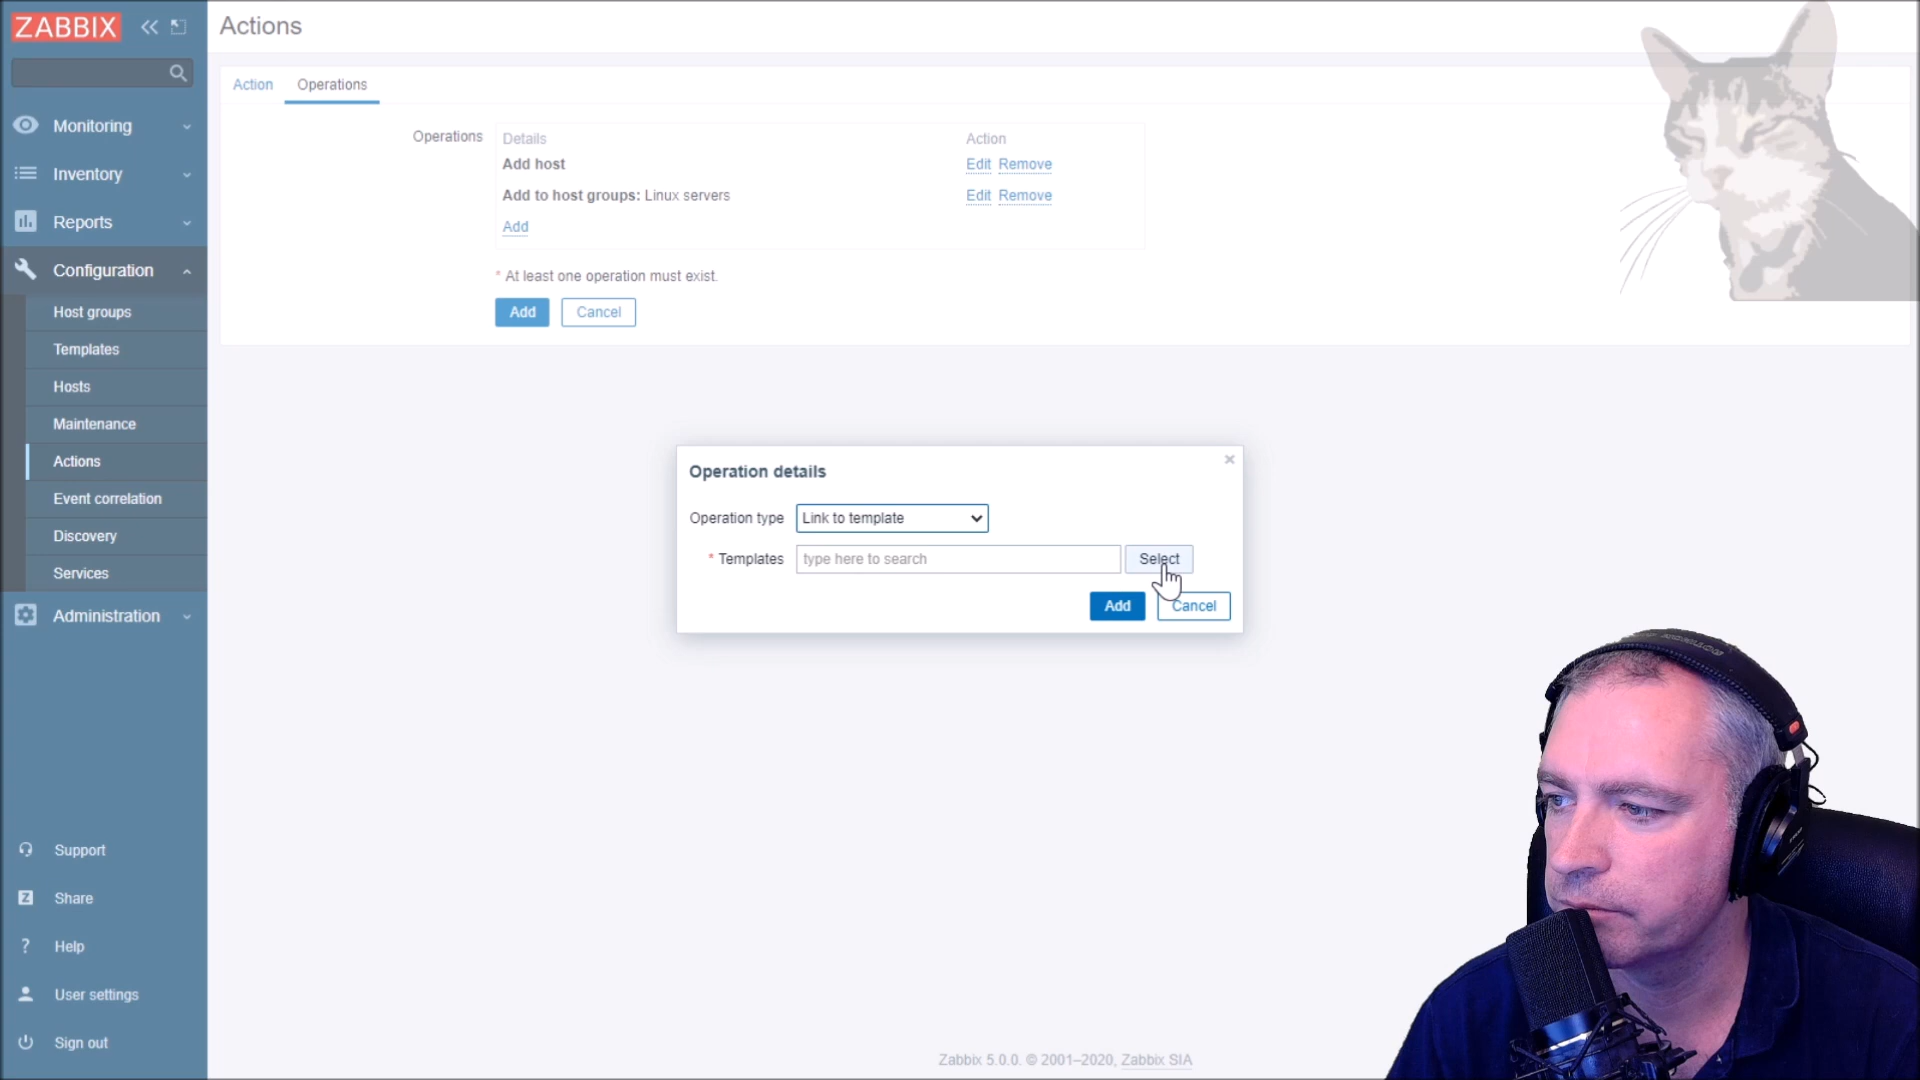 ZABBIX
Monitoring
Inventory
Reports
Configuration
Host groups
Templates
Hosts
Maintenance
Actions
Event correlation
Discovery
Services
Administration
Support
Z Share
? Help
User settings
Sign out
Actions
Action Operations
Operations Details Action
Add host Edit Remove
Add to host groups: Linux servers Edit Remove
Add
* At least one operation must exist.
Add Cancel
Operation details ×
Operation type Link to template
* Templates type here to search Select
Add Cancel
Zabbix 5.0.0. © 2001–2020, Zabbix SIA